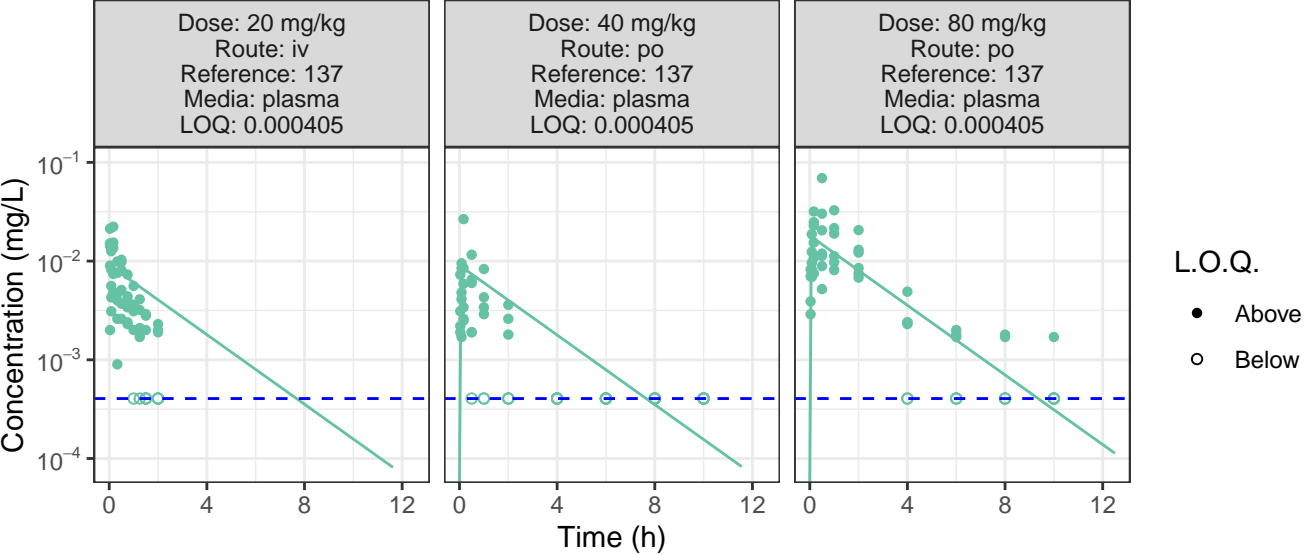 Dose: 20 mg/kg
Route: iv
Reference: 137
Media: plasma
LOQ: 0.000405
Dose: 40 mg/kg
Route: po
Reference: 137
Media: plasma
LOQ: 0.000405
Dose: 80 mg/kg
Route: po
Reference: 137
Media: plasma
LOQ: 0.000405
Concentration (mg/L)
10⁻¹
10⁻²
10⁻³
10⁻⁴
0 4 8 12
0 4 8 12
0 4 8 12
Time (h)
L.O.Q.
Above
Below